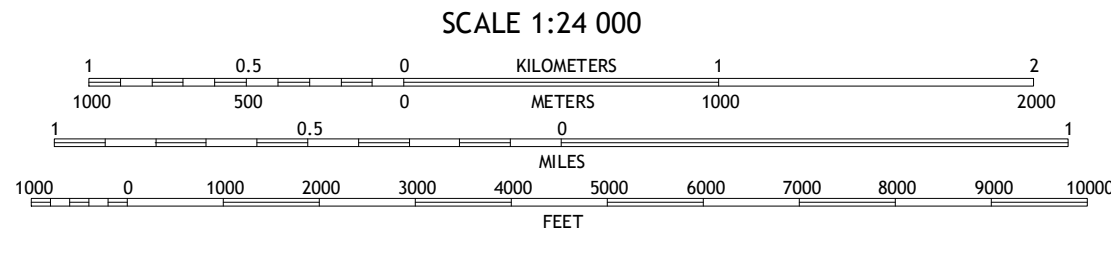 SCALE 1:24 000
1 0.5 0 KILOMETERS 1 2
1000 500 0 METERS 1000 2000
1 0.5 0 1
MILES
1000 0 1000 2000 3000 4000 5000 6000 7000 8000 9000 10000
FEET